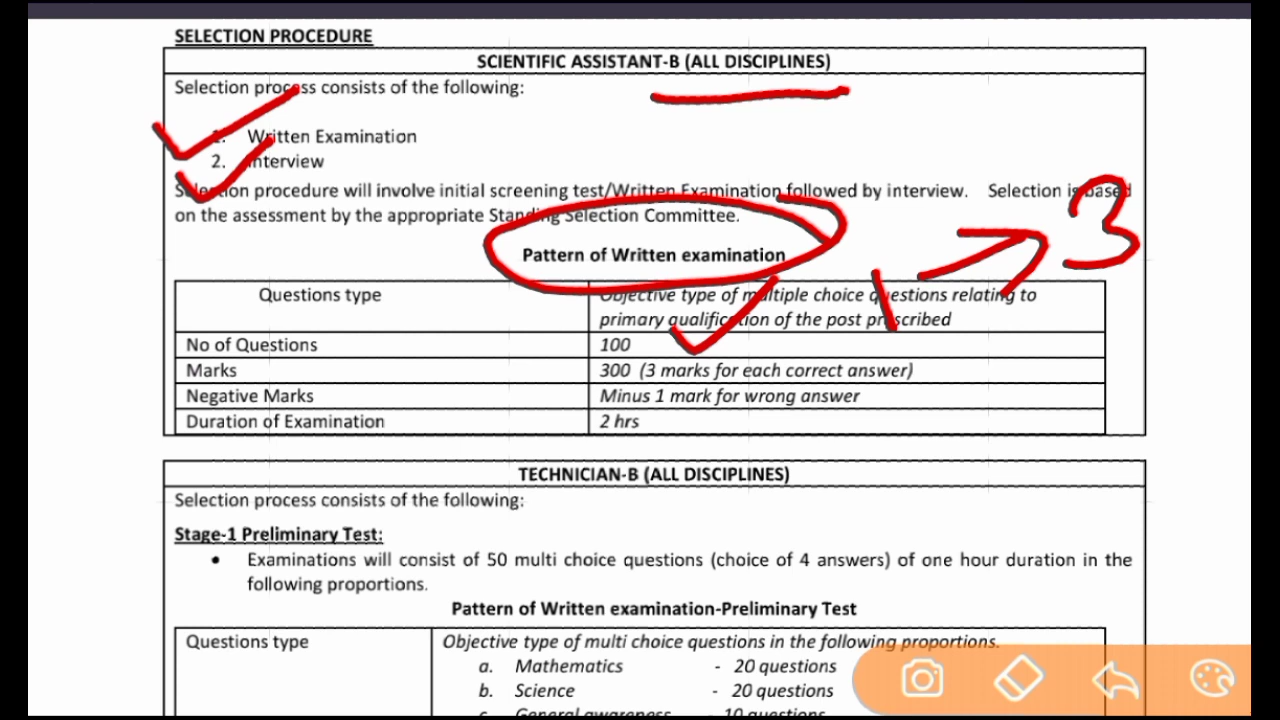 SELECTION PROCEDURE
SCIENTIFIC ASSISTANT-B (ALL DISCIPLINES)
Selection process consists of the following:
1. Written Examination
2. Interview
Selection procedure will involve initial screening test/Written Examination followed by interview. Selection is based
on the assessment by the appropriate Standing Selection Committee.
Pattern of Written examination
1 → 3
Questions type Objective type of multiple choice questions relating to
primary qualification of the post prescribed
No of Questions 100
Marks 300 (3 marks for each correct answer)
Negative Marks Minus 1 mark for wrong answer
Duration of Examination 2 hrs
TECHNICIAN-B (ALL DISCIPLINES)
Selection process consists of the following:
Stage-1 Preliminary Test:
• Examinations will consist of 50 multi choice questions (choice of 4 answers) of one hour duration in the
following proportions.
Pattern of Written examination-Preliminary Test
Questions type Objective type of multi choice questions in the following proportions.
a. Mathematics - 20 questions
b. Science - 20 questions
c. General awareness - 10 questions